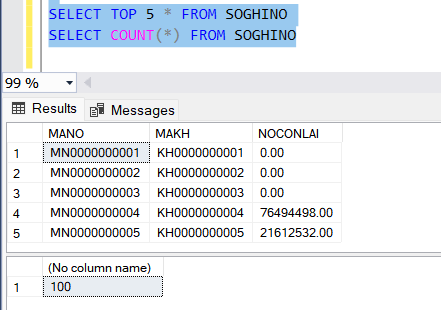 SELECT TOP 5 * FROM SOGHINO
SELECT COUNT(*) FROM SOGHINO
99 %
Results Messages
MANO MAKH NOCONLAI
1 MN0000000001 KH0000000001 0.00
2 MN0000000002 KH0000000002 0.00
3 MN0000000003 KH0000000003 0.00
4 MN0000000004 KH0000000004 76494498.00
5 MN0000000005 KH0000000005 21612532.00
(No column name)
1 100